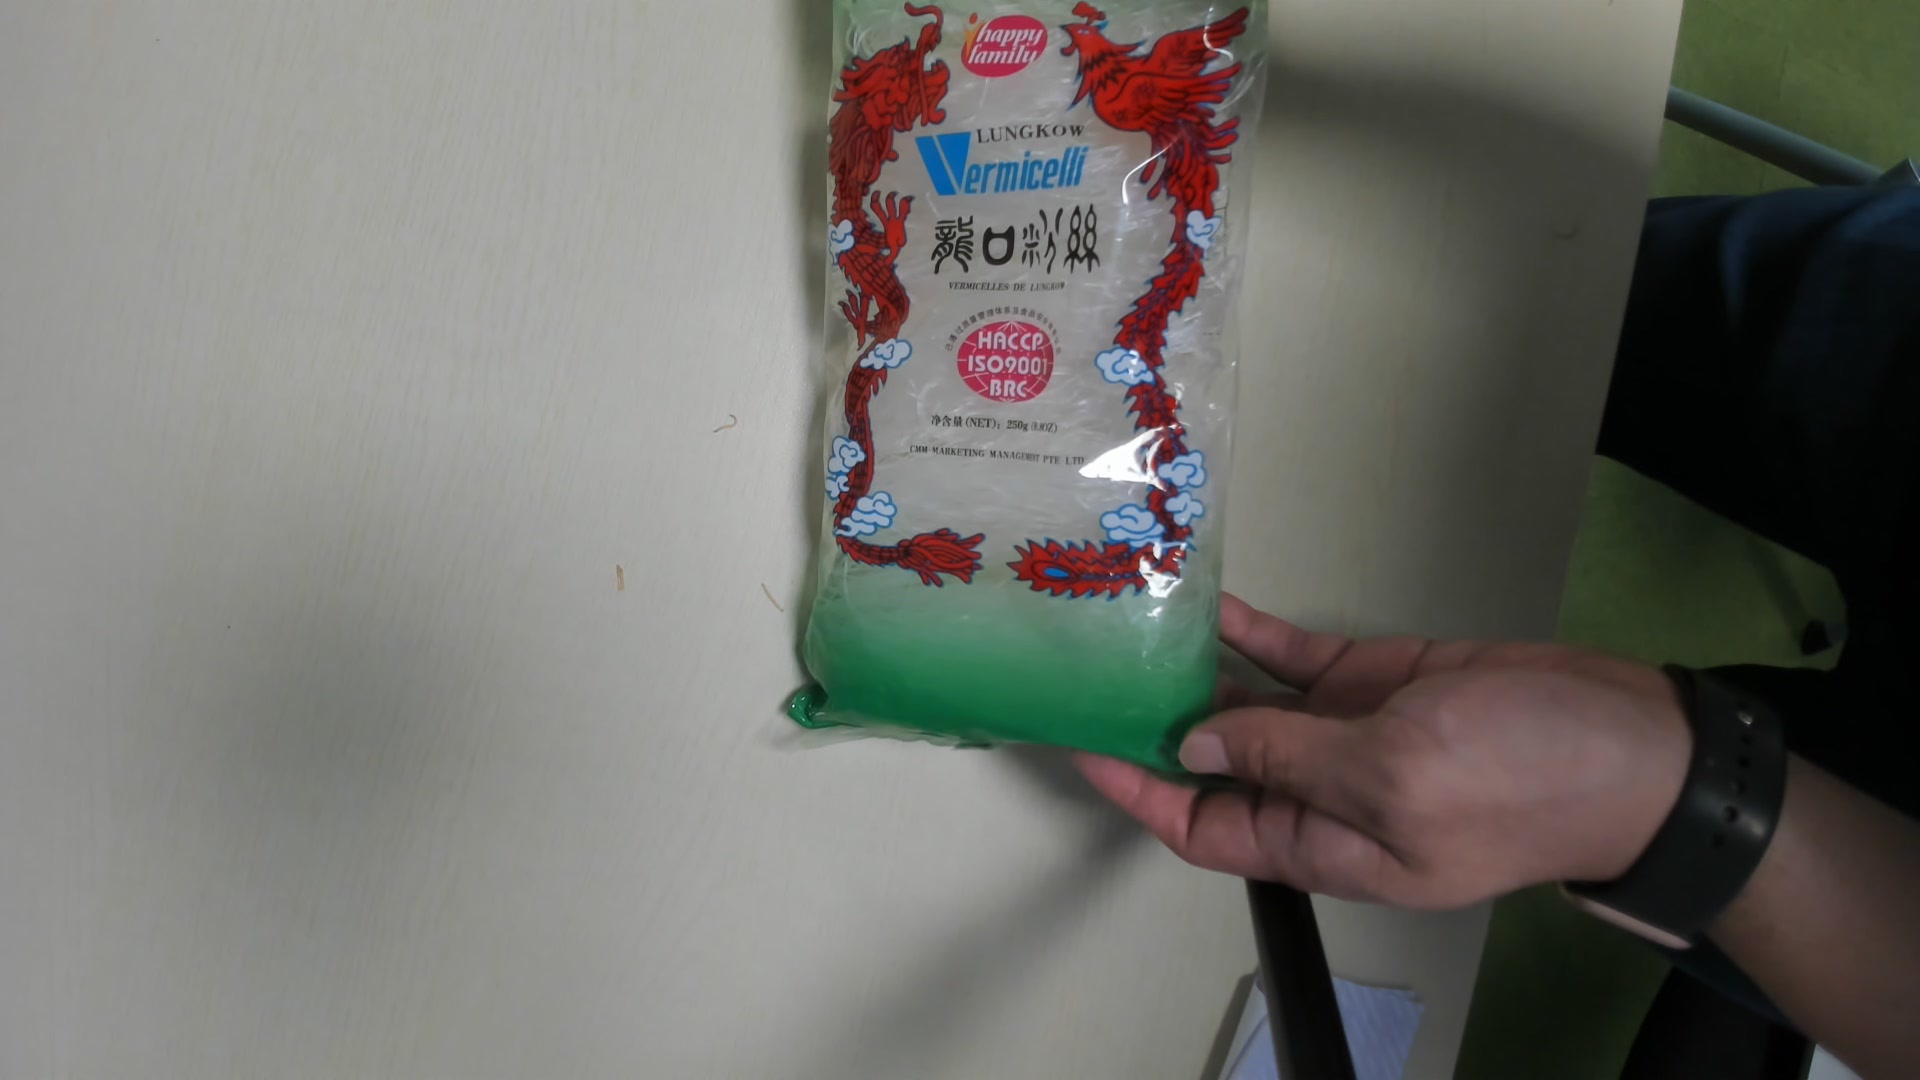 happy
family
LUNGKOW
Vermicelli
龍口粉絲
VERMICELLES DE LUNGKOW
HACCP
ISO9001
BRC
净含量(NET): 250g (8.8OZ)
CMM MARKETING MANAGEMENT PTE LTD